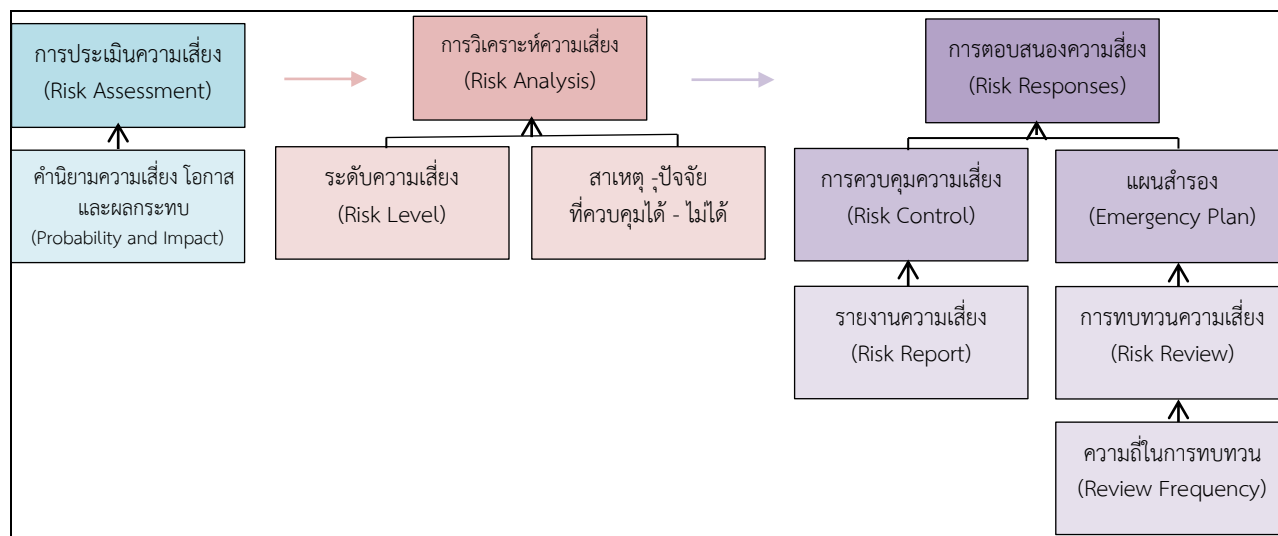 การประเมินความเสี่ยง
(Risk Assessment)
คำนิยามความเสี่ยง โอกาส
และผลกระทบ
(Probability and Impact)
การวิเคราะห์ความเสี่ยง
(Risk Analysis)
ระดับความเสี่ยง
(Risk Level)
สาเหตุ -ุปัจจัย
ที่ควบคุมได้ - ไม่ได้
การตอบสนองความสี่ยง
(Risk Responses)
การควบคุมความเสี่ยง
(Risk Control)
แผนสำรอง
(Emergency Plan)
รายงานความเสี่ยง
(Risk Report)
การทบทวนความเสี่ยง
(Risk Review)
ความถี่ในการทบทวน
(Review Frequency)